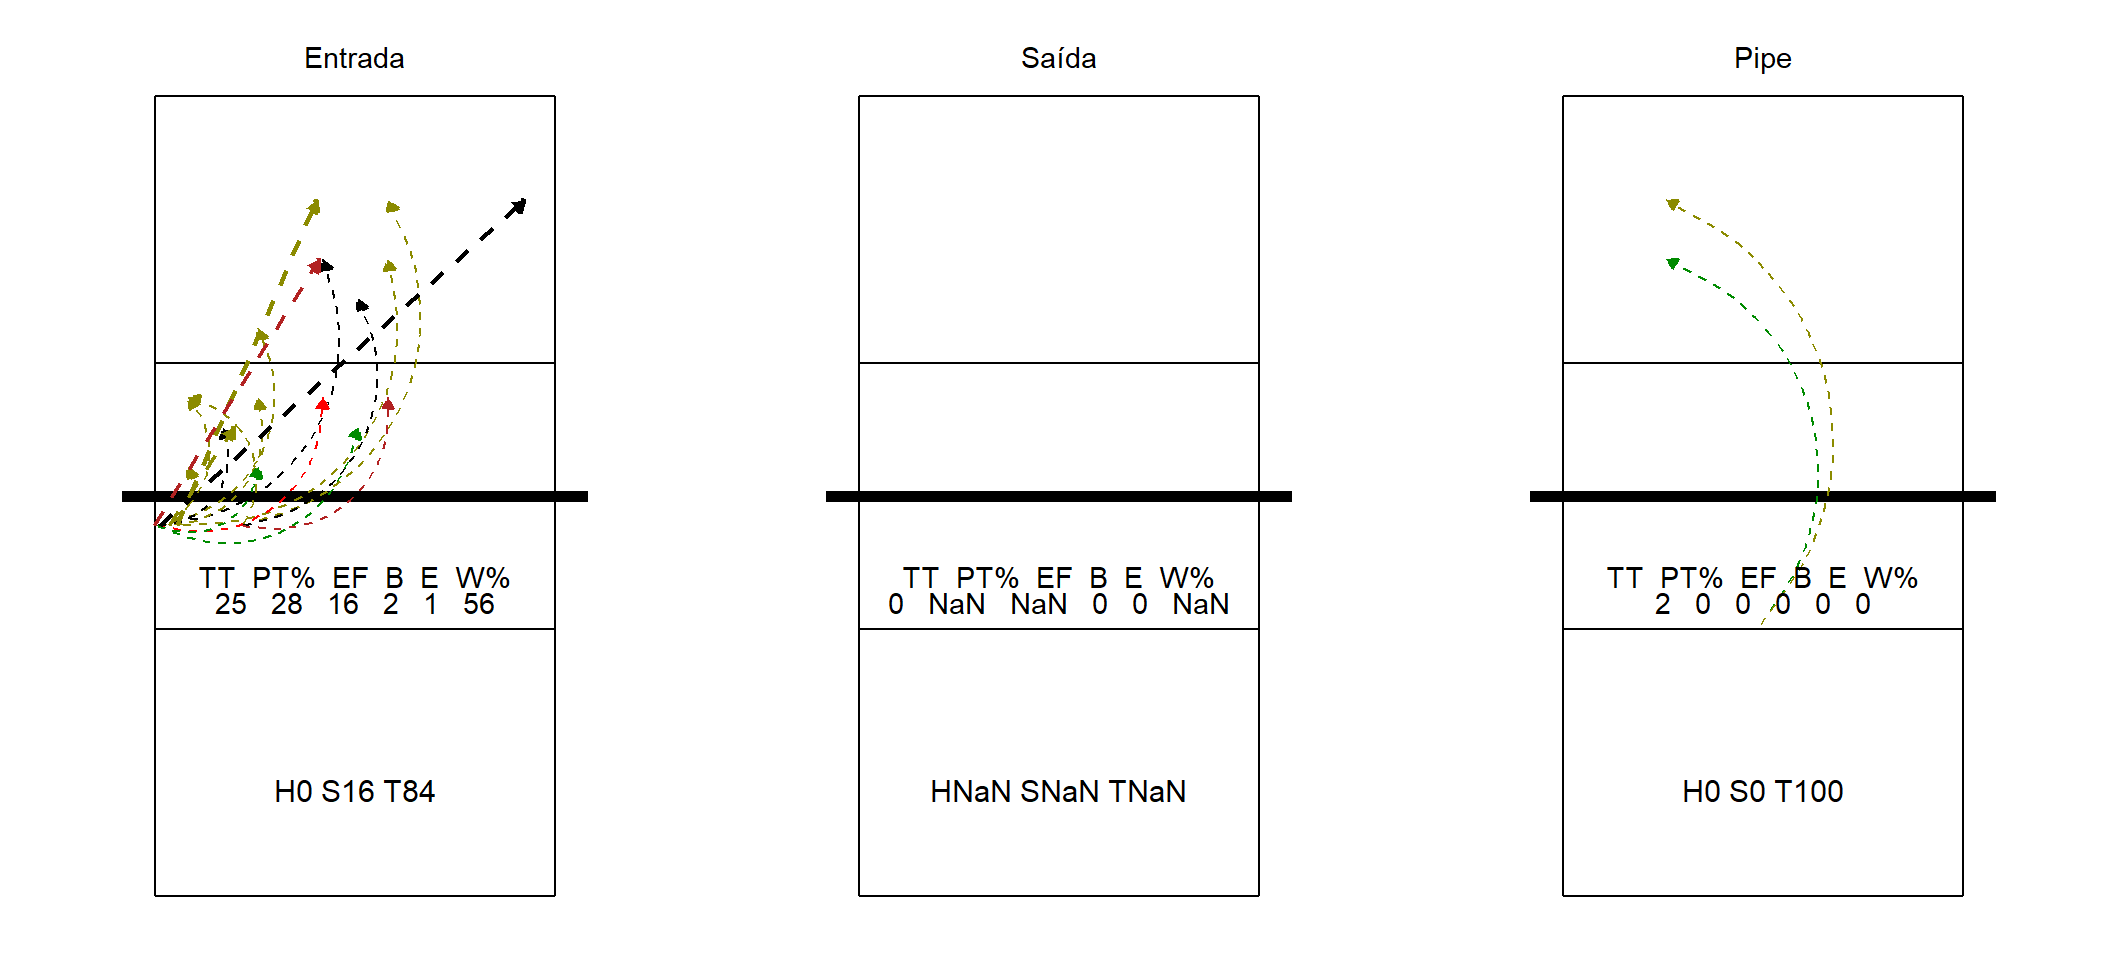 Entrada
TT PT% EF B E W%
25 28 16 2 1 56
H0 S16 T84
Saída
TT PT% EF B E W%
0 NaN NaN 0 0 NaN
HNaN SNaN TNaN
Pipe
TT PT% EF B E W%
2 0 0 0 0 0
H0 S0 T100